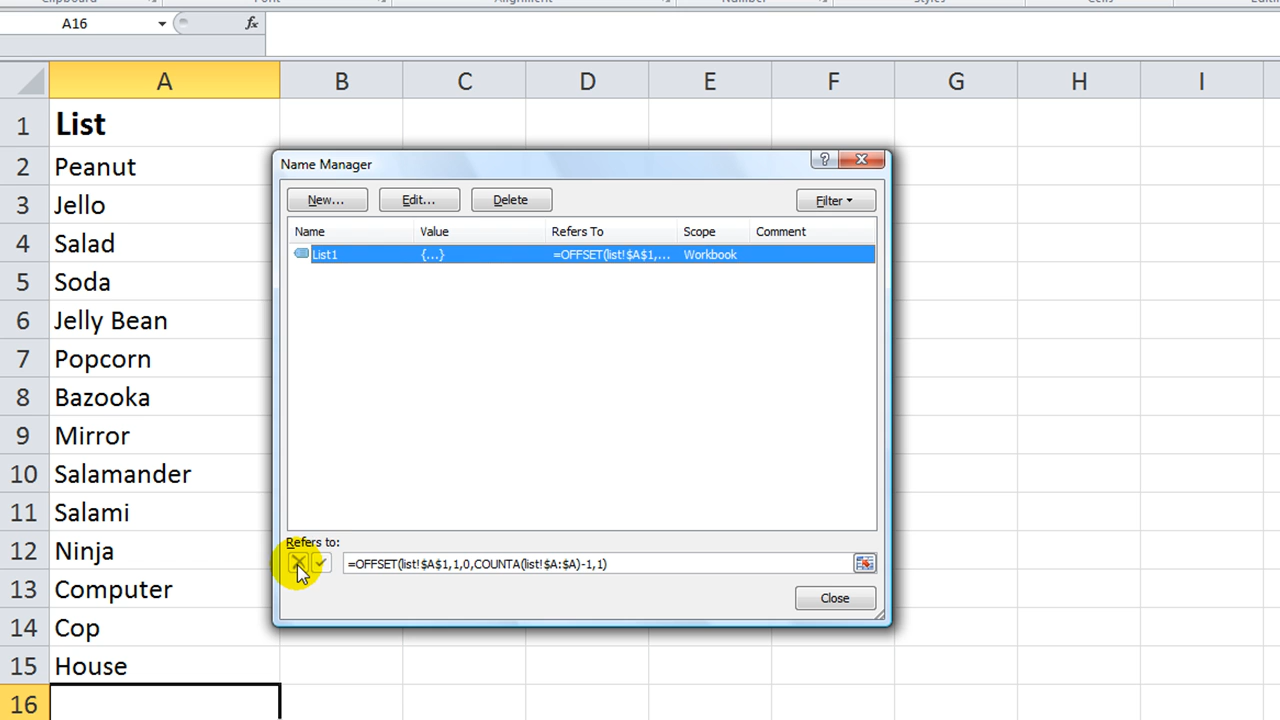 Clipboard
Font
Alignment
Number
Styles
Cells
A16
fx
A B C D E F G H I
1 List
2 Peanut
3 Jello
4 Salad
5 Soda
6 Jelly Bean
7 Popcorn
8 Bazooka
9 Mirror
10 Salamander
11 Salami
12 Ninja
13 Computer
14 Cop
15 House
16
Name Manager
?
New... Edit... Delete Filter
Name Value Refers To Scope Comment
List1 {...} =OFFSET(list!$A$1,... Workbook
Refers to:
=OFFSET(list!$A$1,1,0,COUNTA(list!$A:$A)-1,1)
Close